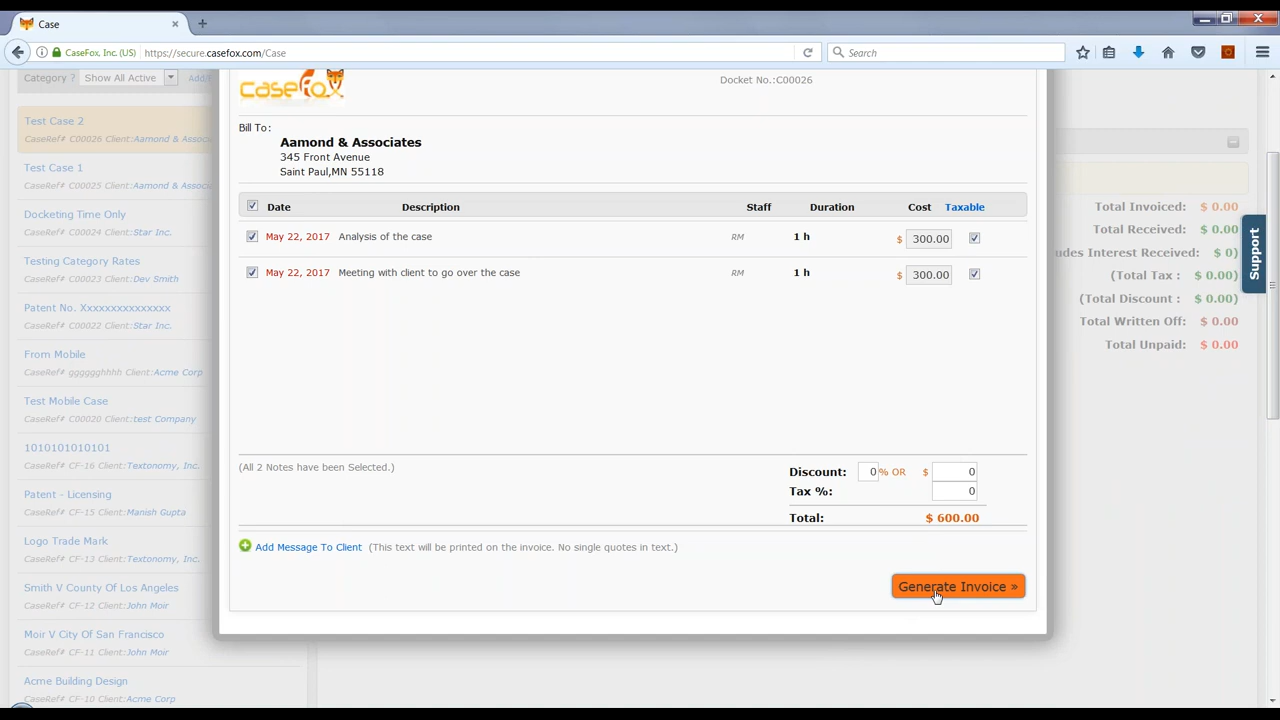 Case
CaseFox, Inc. (US)
https://secure.casefox.com/Case
Search
Category ?
Show All Active
Add/
Test Case 2
CaseRef# C00026 Client:Aamond & Assoc
Test Case 1
CaseRef# C00025 Client:Aamond & Associ
Docketing Time Only
CaseRef# C00024 Client:Star Inc.
Testing Category Rates
CaseRef# C00023 Client:Dev Smith
Patent No. Xxxxxxxxxxxxxx
CaseRef# C00022 Client:Star Inc.
From Mobile
CaseRef# ggggghhhh Client:Acme Corp
Test Mobile Case
CaseRef# C00020 Client:test Company
1010101010101
CaseRef# CF-16 Client:Textonomy, Inc.
Patent - Licensing
CaseRef# CF-15 Client:Manish Gupta
Logo Trade Mark
CaseRef# CF-13 Client:Textonomy, Inc.
Smith V County Of Los Angeles
CaseRef# CF-12 Client:John Moir
Moir V City Of San Francisco
CaseRef# CF-11 Client:John Moir
Acme Building Design
CaseRef# CF-10 Client:Acme Corp
casefox
Docket No.:C00026
Bill To:
Aamond & Associates
345 Front Avenue
Saint Paul,MN 55118
Date Description Staff Duration Cost Taxable
May 22, 2017 Analysis of the case RM 1 h $ 300.00
May 22, 2017 Meeting with client to go over the case RM 1 h $ 300.00
(All 2 Notes have been Selected.)
Discount: 0 % OR $ 0
Tax %: 0
Total: $ 600.00
Add Message To Client (This text will be printed on the invoice. No single quotes in text.)
Generate Invoice »
Total Invoiced: $ 0.00
Total Received: $ 0.00
udes Interest Received: $ 0)
(Total Tax : $ 0.00)
(Total Discount : $ 0.00)
Total Written Off: $ 0.00
Total Unpaid: $ 0.00
Support